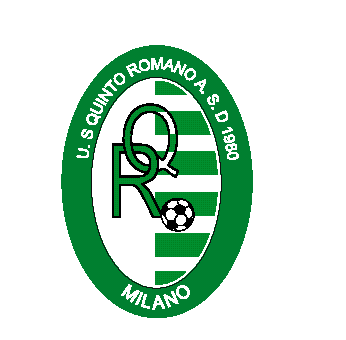 U. S QUINTO ROMANO A. S. D 1980
QR
MILANO